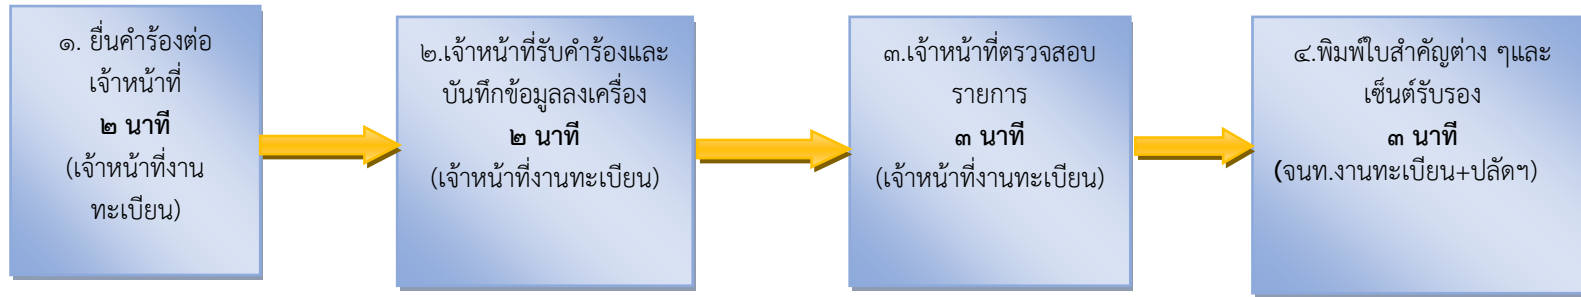 ๑. ยื่นคำร้องต่อ
เจ้าหน้าที่
๒ นาที
(เจ้าหน้าที่งาน
ทะเบียน)
๒.เจ้าหน้าที่รับคำร้องและ
บันทึกข้อมูลลงเครื่อง
๒ นาที
(เจ้าหน้าที่งานทะเบียน)
๓.เจ้าหน้าที่ตรวจสอบ
รายการ
๓ นาที
(เจ้าหน้าที่งานทะเบียน)
๔.พิมพ์ใบสำคัญต่าง ๆและ
เซ็นต์รับรอง
๓ นาที
(จนท.งานทะเบียน+ปลัดฯ)